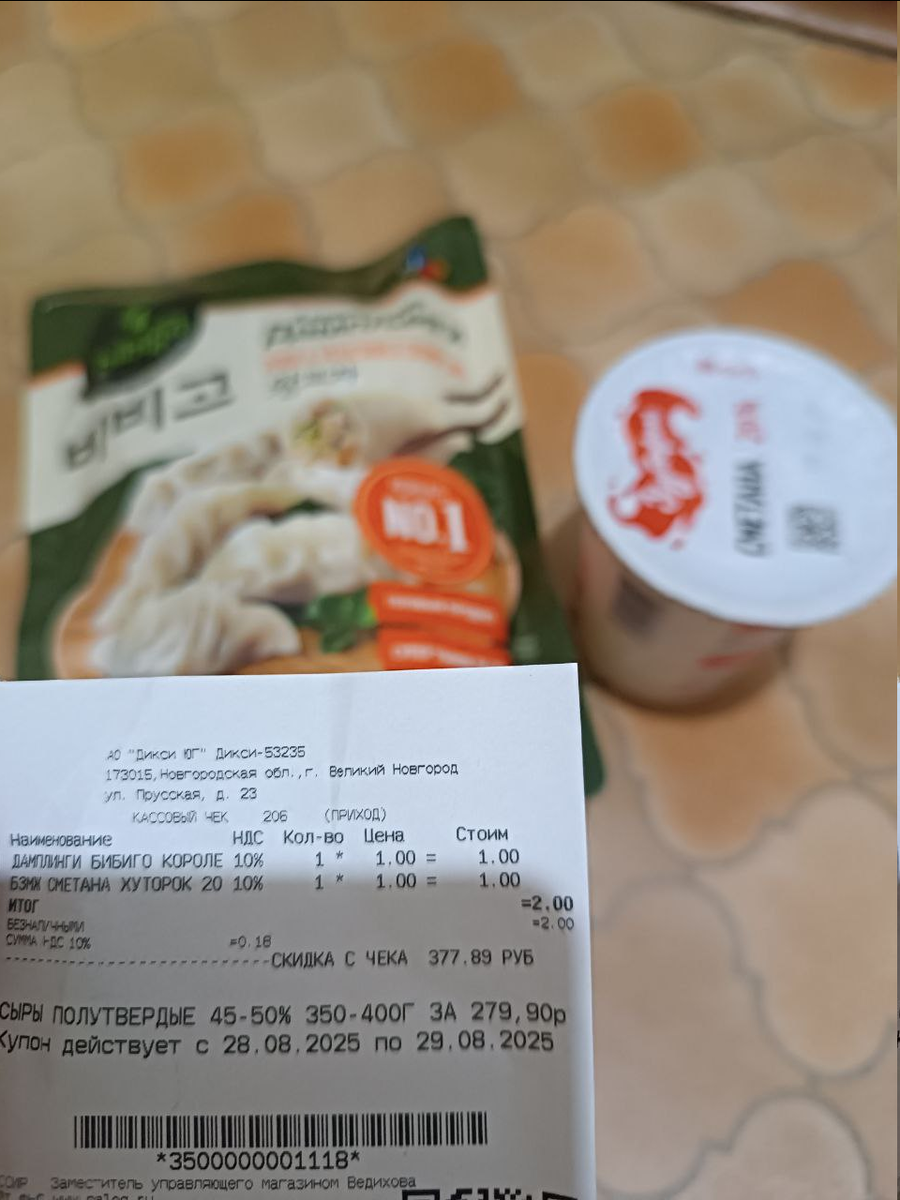 비비고
NO.1
СМЕТАНА 20%
АО "Дикси Юг" Дикси-53235
173015,Новгородская обл.,г. Великий Новгород
ул. Прусская, д. 23
КАССОВЫЙ ЧЕК 206 (ПРИХОД)
Наименование НДС Кол-во Цена Стоим
ДАМПЛИНГИ БИБИГО КОРОЛЕ 10% 1 * 1.00 = 1.00
БЗМЖ СМЕТАНА ХУТОРОК 20 10% 1 * 1.00 = 1.00
ИТОГ =2.00
БЕЗНАЛИЧНЫМИ =2.00
СУММА НДС 10% =0.18
----------------------------СКИДКА С ЧЕКА 377.89 РУБ
СЫРЫ ПОЛУТВЕРДЫЕ 45-50% 350-400Г ЗА 279,90р
Купон действует с 28.08.2025 по 29.08.2025
*3500000001118*
Заместитель управляющего магазином Ведихова